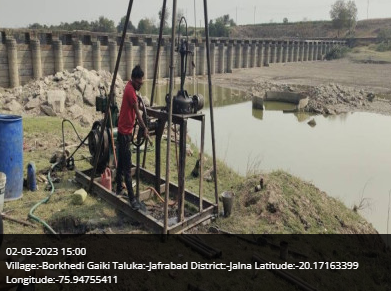 02-03-2023 15:00
Village:-Borkhedi Gaiki Taluka:-Jafrabad District:-Jalna Latitude:-20.17163399
Longitude:-75.94755411